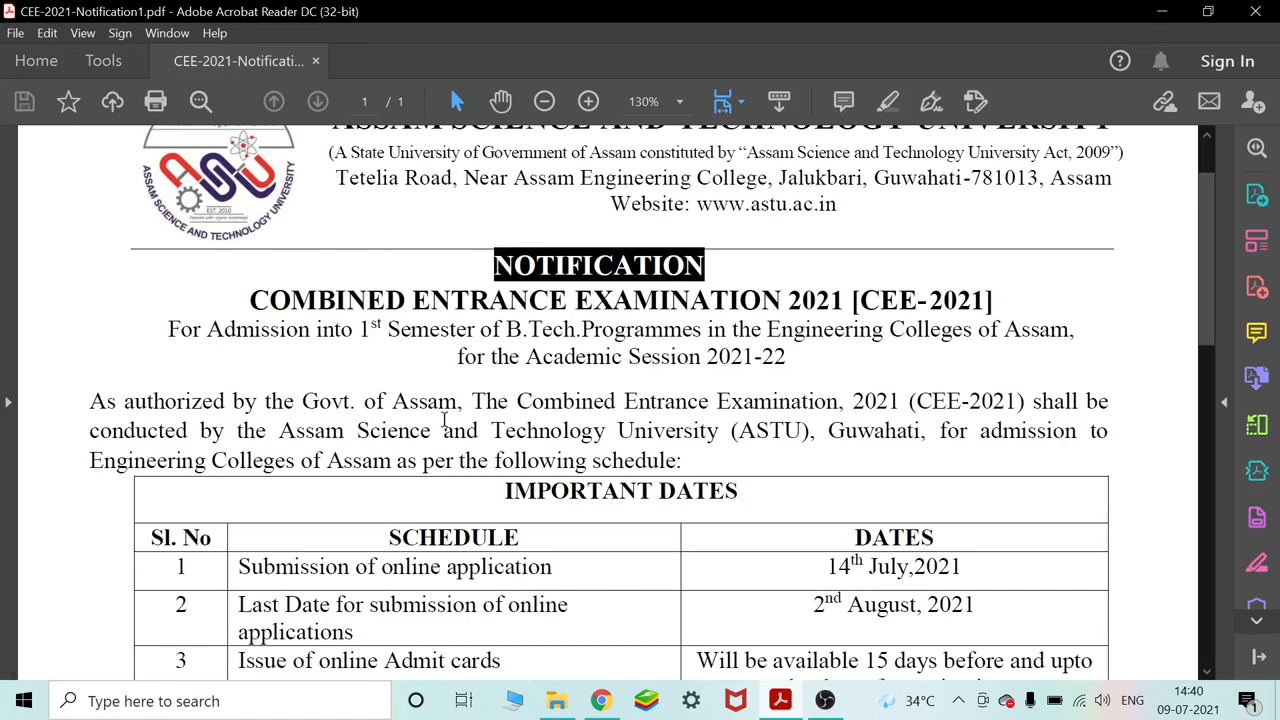 CEE-2021-Notification1.pdf - Adobe Acrobat Reader DC (32-bit)
File Edit View Sign Window Help
Home Tools CEE-2021-Notificati... × Sign In
1 / 1 130%
ASSAM SCIENCE AND TECHNOLOGY UNIVERSITY
(A State University of Government of Assam constituted by “Assam Science and Technology University Act, 2009”)
Tetelia Road, Near Assam Engineering College, Jalukbari, Guwahati-781013, Assam
Website: www.astu.ac.in
ASTU
EST. 2010
ASSAM SCIENCE AND TECHNOLOGY UNIVERSITY
NOTIFICATION
COMBINED ENTRANCE EXAMINATION 2021 [CEE-2021]
For Admission into 1st Semester of B.Tech.Programmes in the Engineering Colleges of Assam,
for the Academic Session 2021-22
As authorized by the Govt. of Assam, The Combined Entrance Examination, 2021 (CEE-2021) shall be
conducted by the Assam Science and Technology University (ASTU), Guwahati, for admission to
Engineering Colleges of Assam as per the following schedule:
IMPORTANT DATES
Sl. No SCHEDULE DATES
1 Submission of online application 14th July,2021
2 Last Date for submission of online 2nd August, 2021
applications
3 Issue of online Admit cards Will be available 15 days before and upto
Type here to search
34°C ENG 14:40
09-07-2021
1